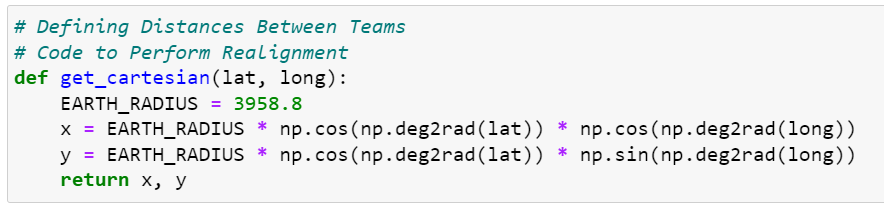 # Defining Distances Between Teams
# Code to Perform Realignment
def get_cartesian(lat, long):
    EARTH_RADIUS = 3958.8
    x = EARTH_RADIUS * np.cos(np.deg2rad(lat)) * np.cos(np.deg2rad(long))
    y = EARTH_RADIUS * np.cos(np.deg2rad(lat)) * np.sin(np.deg2rad(long))
    return x, y